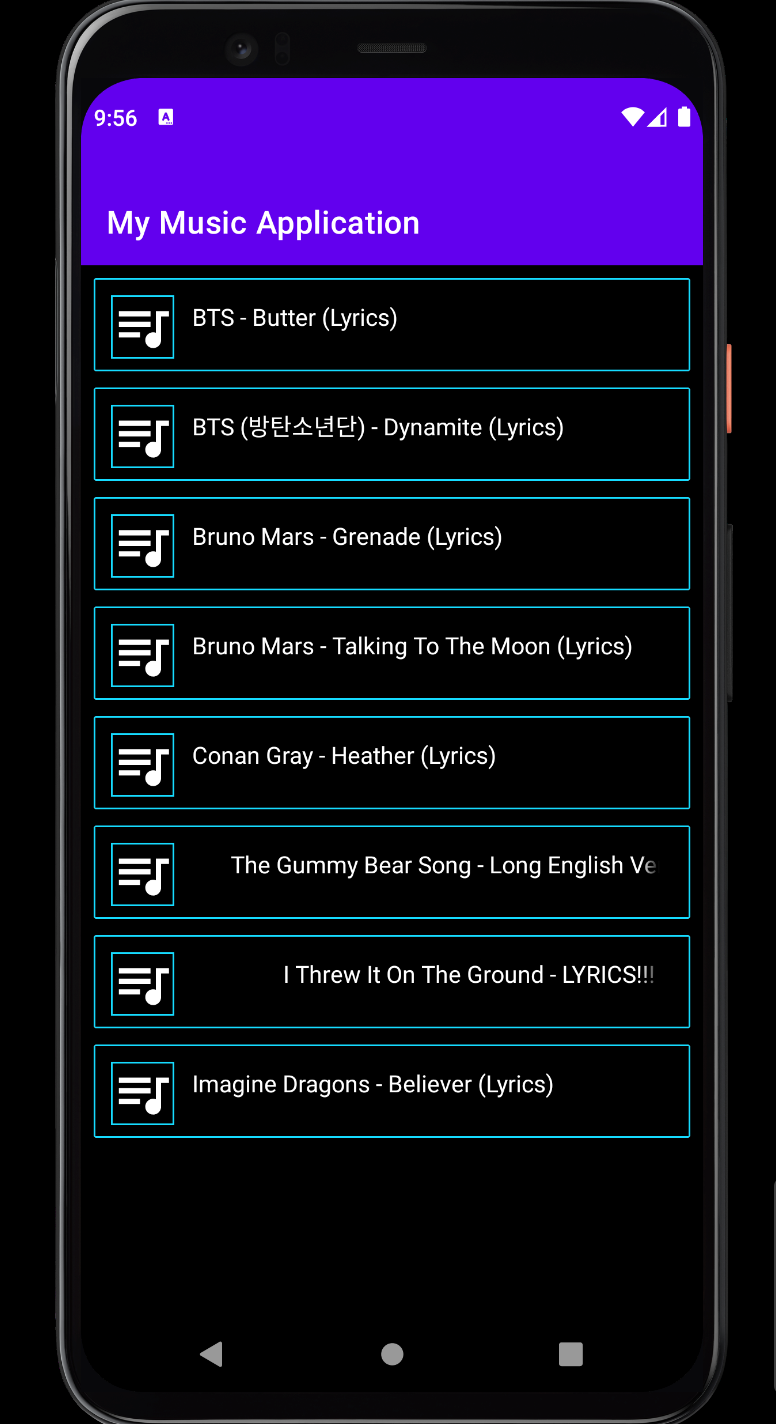 9:56
My Music Application
BTS - Butter (Lyrics)
BTS (방탄소년단) - Dynamite (Lyrics)
Bruno Mars - Grenade (Lyrics)
Bruno Mars - Talking To The Moon (Lyrics)
Conan Gray - Heather (Lyrics)
The Gummy Bear Song - Long English Ve
I Threw It On The Ground - LYRICS!!!
Imagine Dragons - Believer (Lyrics)